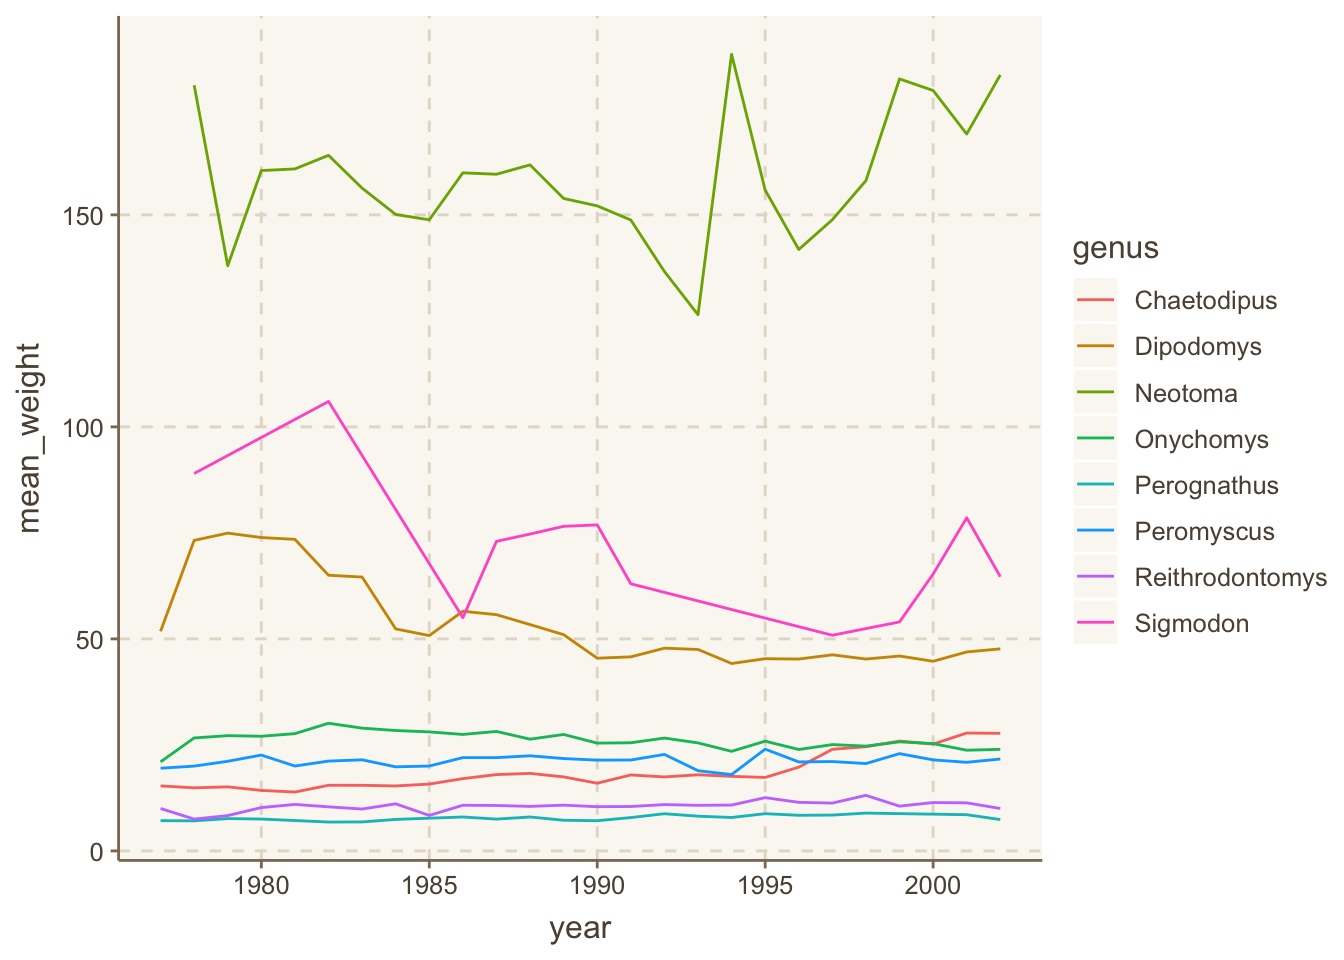 150
100
50
0
mean_weight
1980 1985 1990 1995 2000
year
genus
Chaetodipus
Dipodomys
Neotoma
Onychomys
Perognathus
Peromyscus
Reithrodontomys
Sigmodon